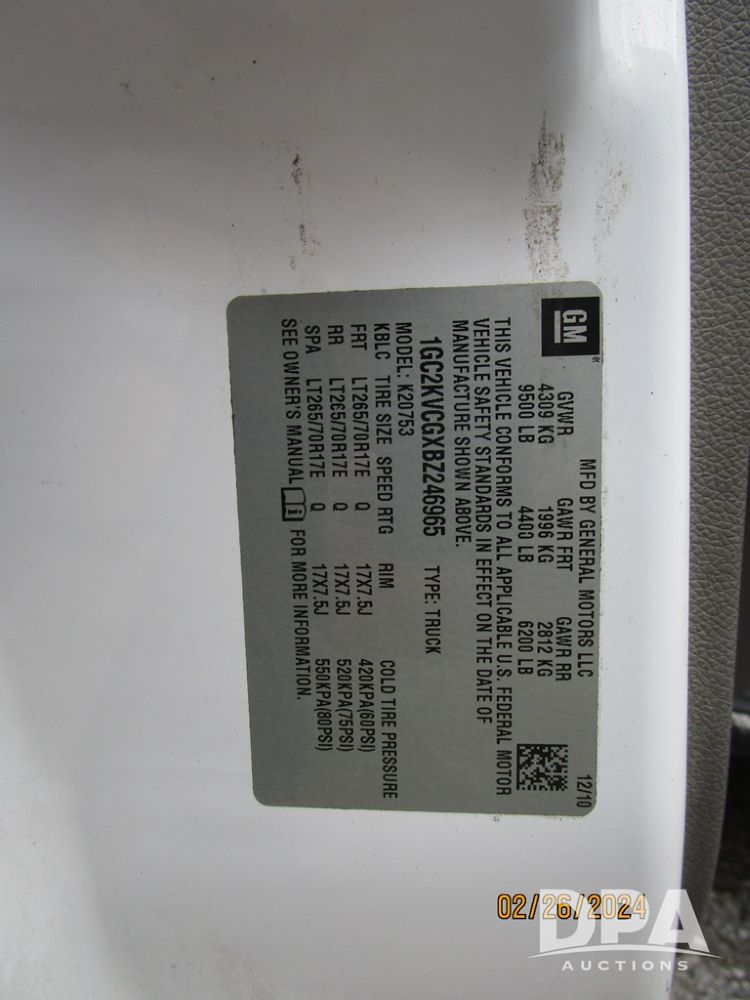 GM
MFD BY GENERAL MOTORS LLC 12/10
GVWR GAWR FRT GAWR RR
4309 KG 1996 KG 2812 KG
9500 LB 4400 LB 6200 LB
THIS VEHICLE CONFORMS TO ALL APPLICABLE U.S. FEDERAL MOTOR
VEHICLE SAFETY STANDARDS IN EFFECT ON THE DATE OF
MANUFACTURE SHOWN ABOVE.
1GC2KVCGXBZ246965 TYPE: TRUCK
MODEL: K20753
KBLC TIRE SIZE SPEED RTG RIM COLD TIRE PRESSURE
FRT LT265/70R17E Q 17X7.5J 420KPA(60PSI)
RR LT265/70R17E Q 17X7.5J 520KPA(75PSI)
SPA LT265/70R17E Q 17X7.5J 550KPA(80PSI)
SEE OWNER'S MANUAL FOR MORE INFORMATION.
02/26/2024
DPA
AUCTIONS